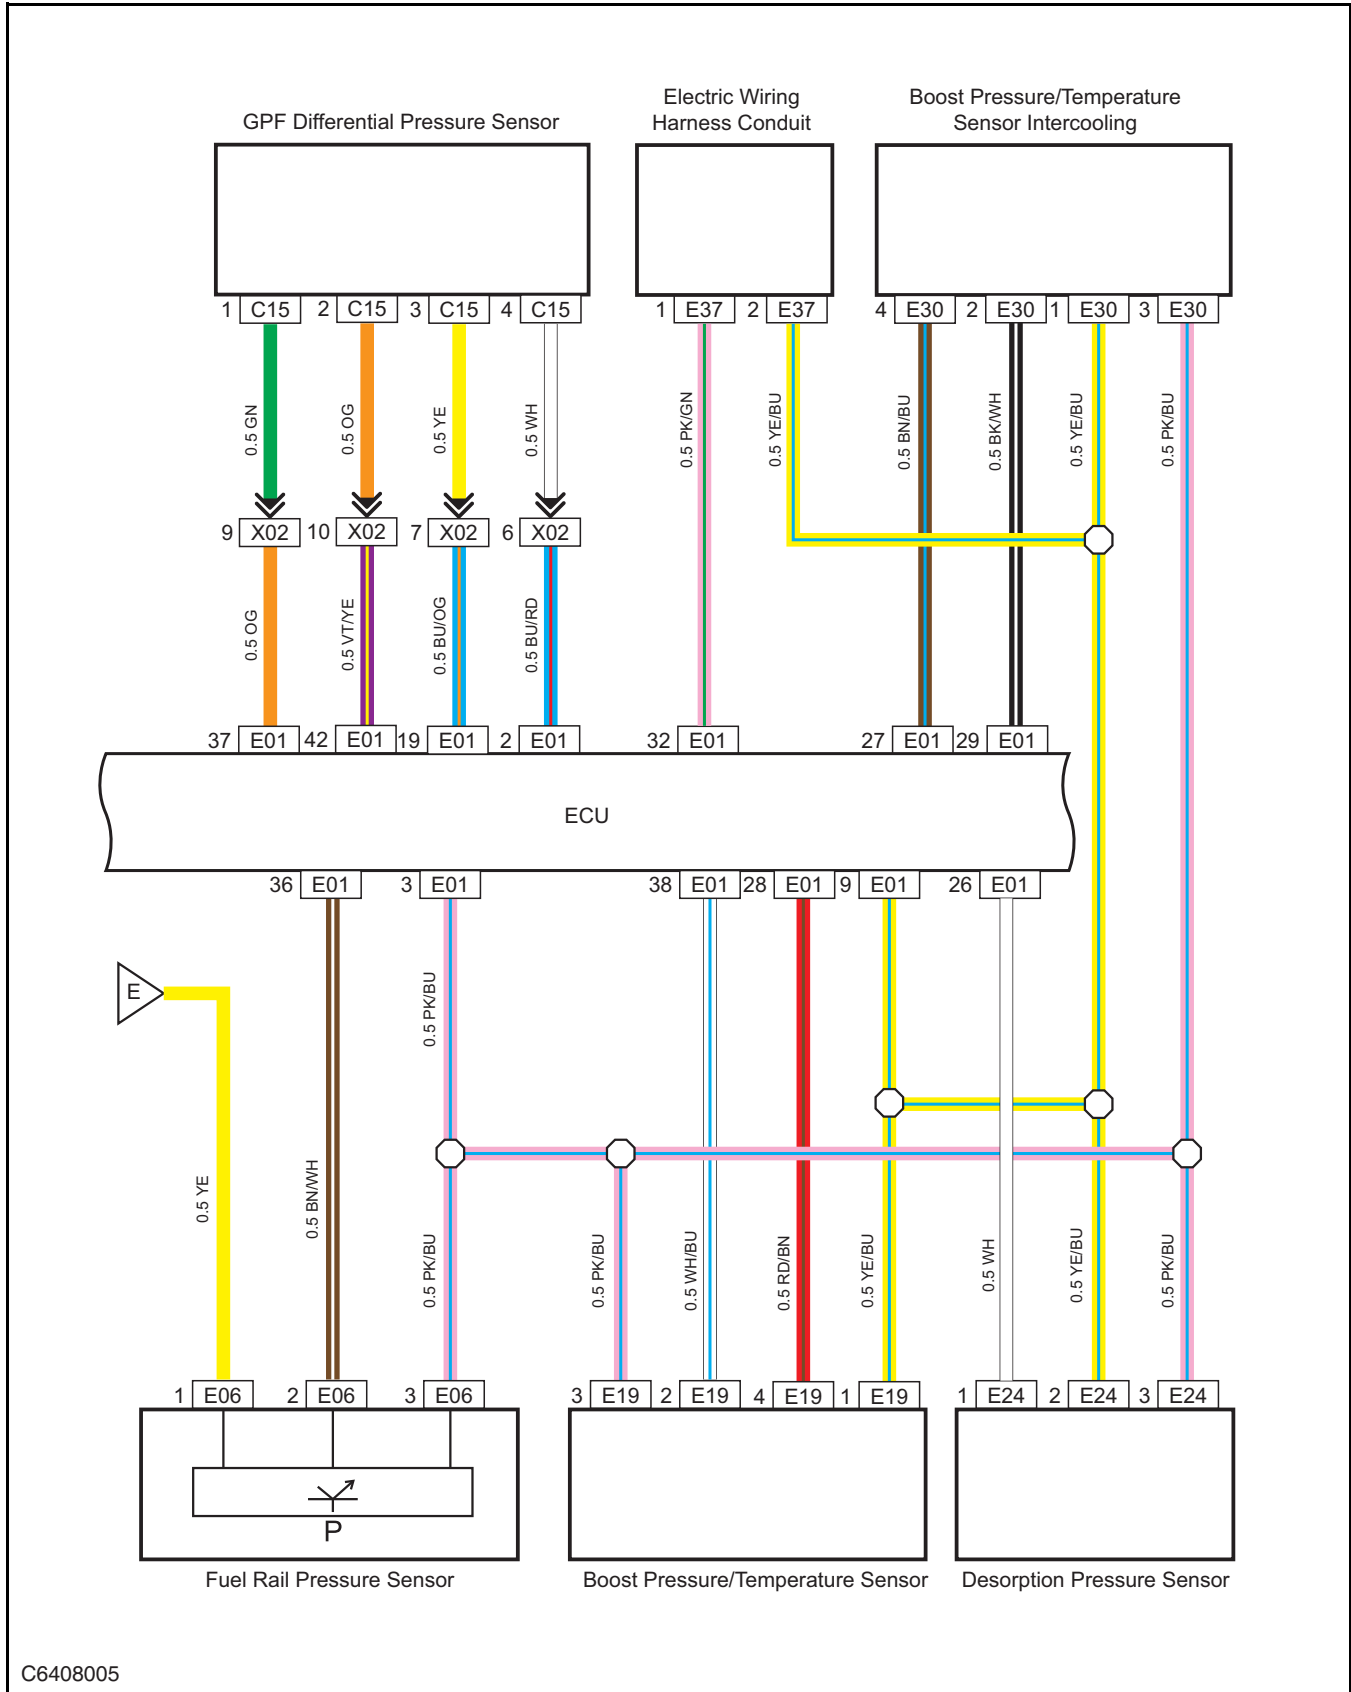 GPF Differential Pressure Sensor
Electric Wiring
Harness Conduit
Boost Pressure/Temperature
Sensor Intercooling
1 C15 2 C15 3 C15 4 C15 1 E37 2 E37 4 E30 2 E30 1 E30 3 E30
0.5 GN
0.5 OG
0.5 YE
0.5 WH
0.5 PK/GN
0.5 YE/BU
0.5 BN/BU
0.5 BK/WH
0.5 YE/BU
0.5 PK/BU
9 X02 10 X02 7 X02 6 X02
0.5 OG
0.5 VT/YE
0.5 BU/OG
0.5 BU/RD
37 E01 42 E01 19 E01 2 E01 32 E01 27 E01 29 E01
ECU
36 E01 3 E01 38 E01 28 E01 9 E01 26 E01
E
0.5 PK/BU
0.5 YE
0.5 BN/WH
0.5 PK/BU
0.5 PK/BU
0.5 WH/BU
0.5 RD/BN
0.5 YE/BU
0.5 WH
0.5 YE/BU
0.5 PK/BU
1 E06 2 E06 3 E06 3 E19 2 E19 4 E19 1 E19 1 E24 2 E24 3 E24
P
Fuel Rail Pressure Sensor
Boost Pressure/Temperature Sensor
Desorption Pressure Sensor
C6408005